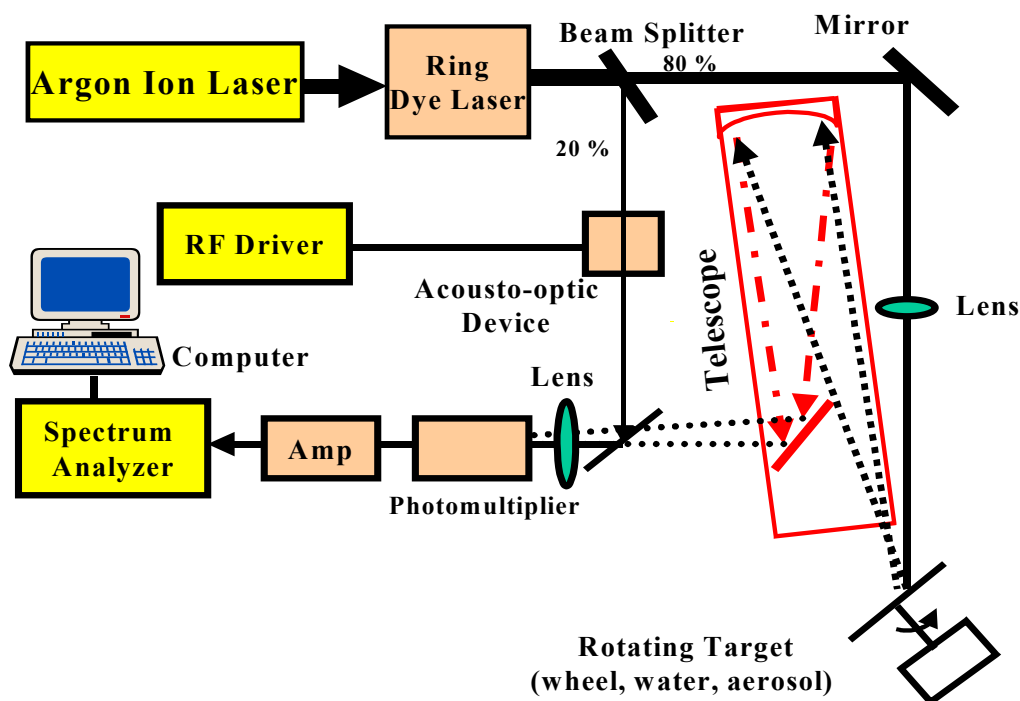 Beam Splitter
Mirror
Argon Ion Laser
Ring
Dye Laser
80 %
20 %
RF Driver
Acousto-optic
Device
Telescope
Lens
Computer
Lens
Spectrum
Analyzer
Amp
Photomultiplier
Rotating Target
(wheel, water, aerosol)